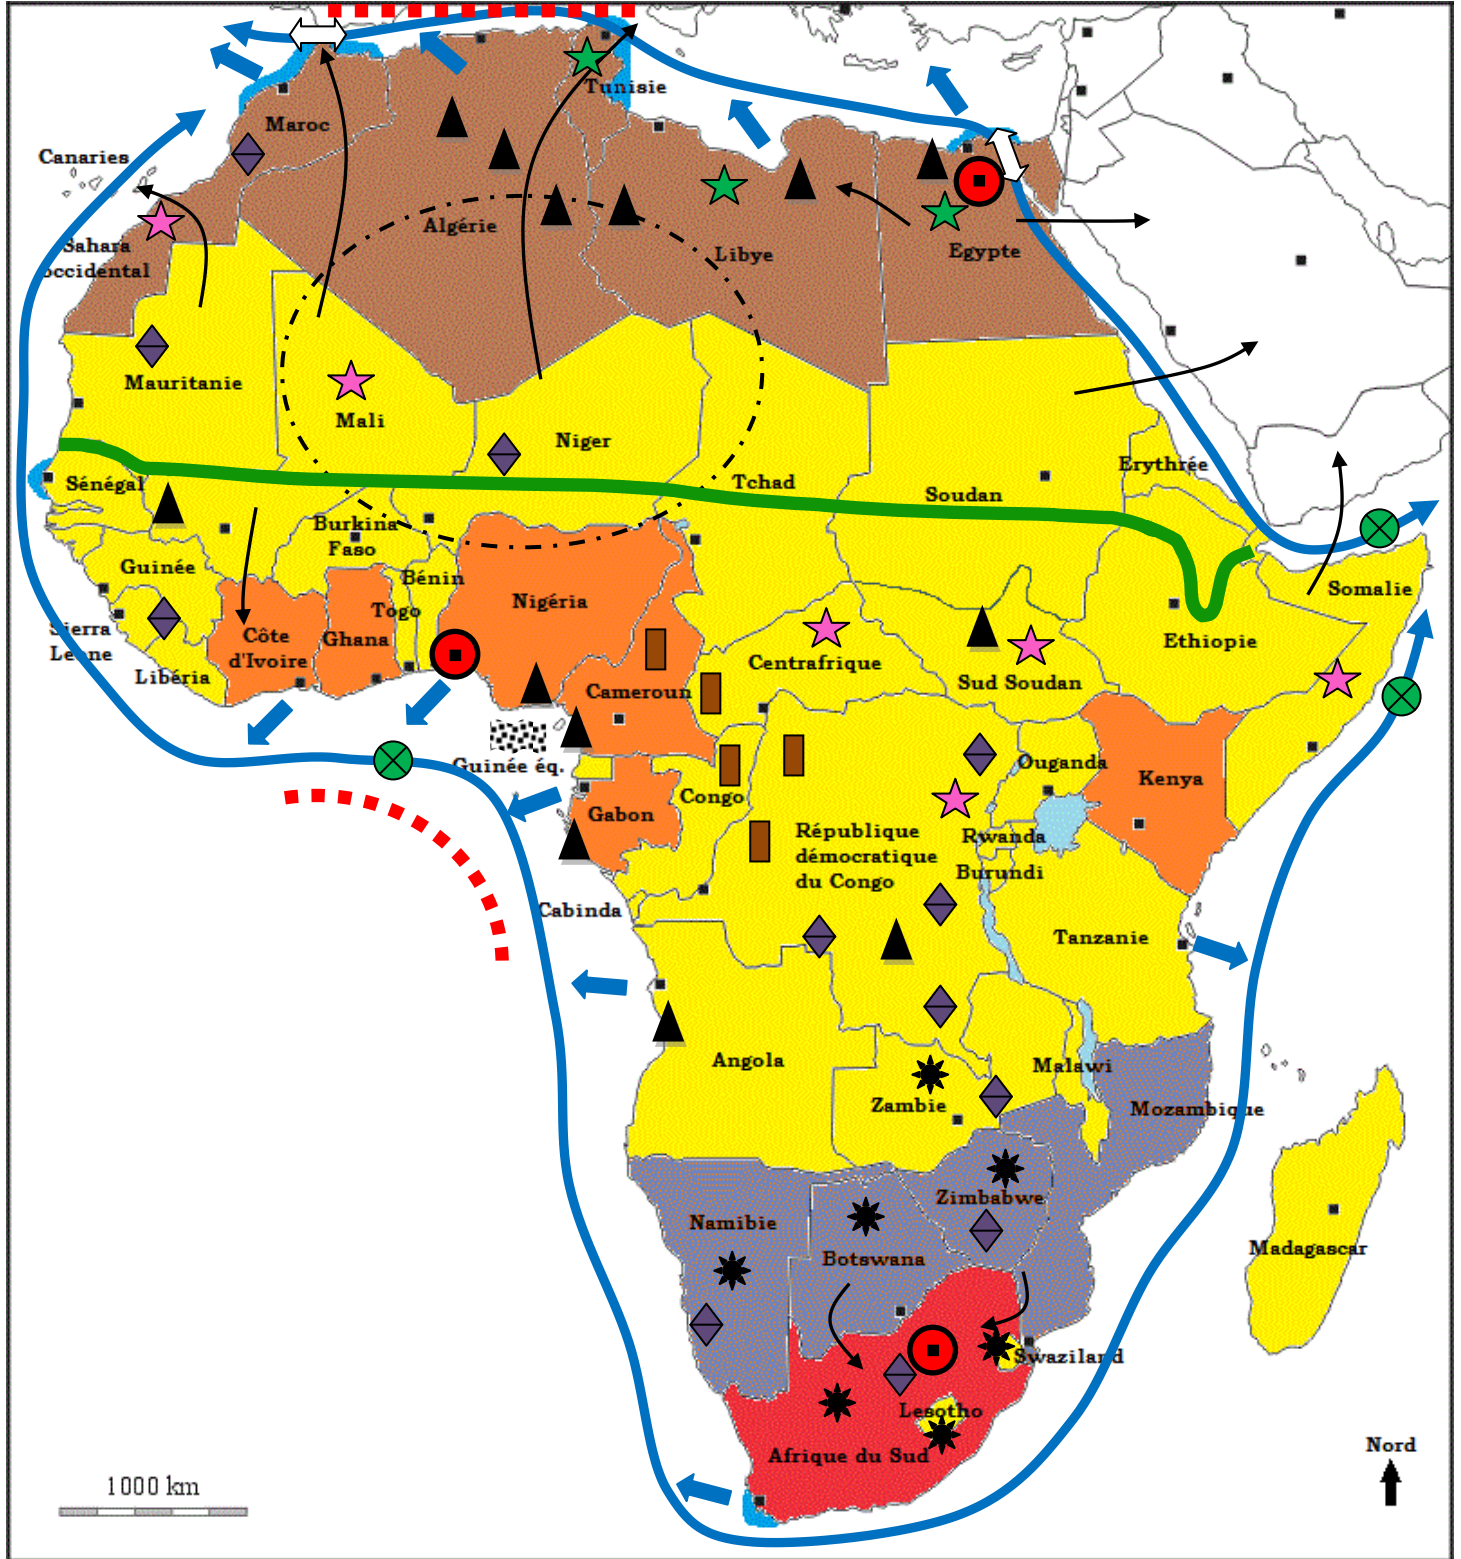 Tunisie
Maroc
Canaries
Algérie
Sahara
occidental
Libye
Egypte
Mauritanie
Mali
Niger
Erythrée
Sénégal
Tchad
Soudan
Burkina
Faso
Guinée
Bénin
Somalie
Nigéria
Togo
Sierra
Leone
Côte
d'Ivoire
Ghana
Ethiopie
Centrafrique
Libéria
Sud Soudan
Cameroun
Guinée éq.
Ouganda
Kenya
Congo
Gabon
République
démocratique
du Congo
Rwanda
Burundi
Cabinda
Tanzanie
Angola
Malawi
Zambie
Mozambique
Zimbabwe
Namibie
Botswana
Madagascar
Swaziland
Lesotho
Afrique du Sud
Nord
1000 km